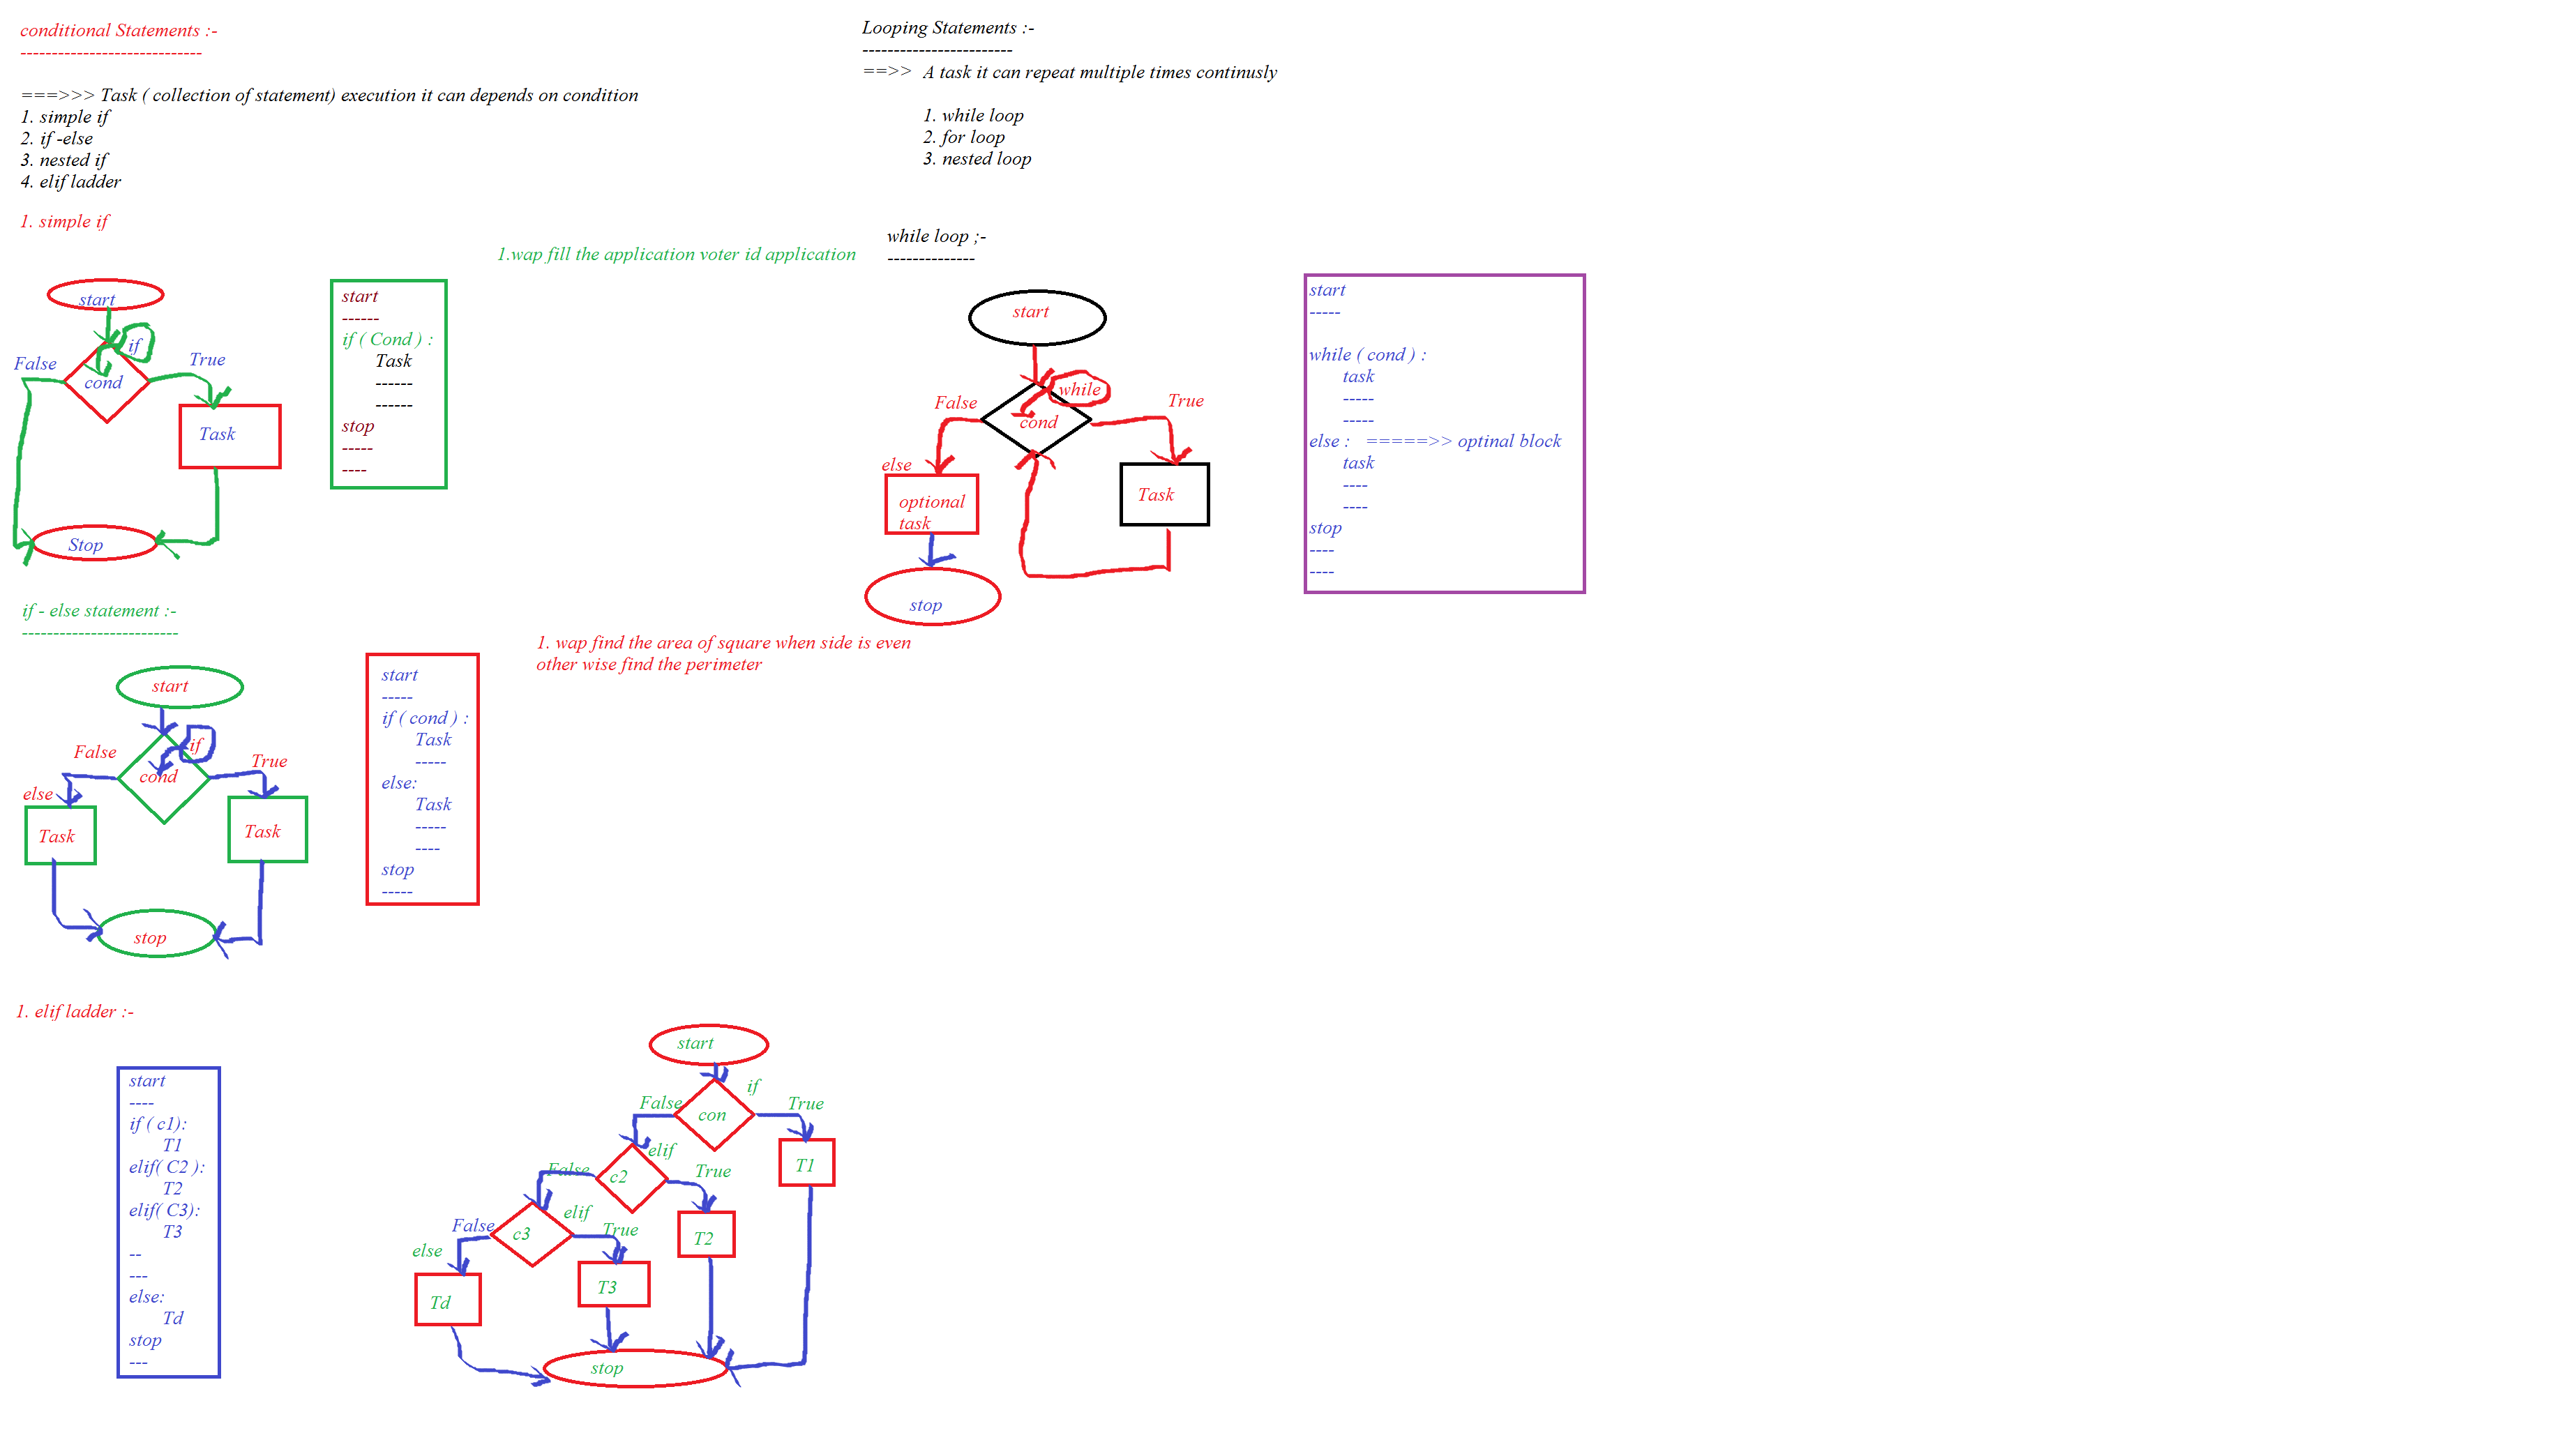 conditional Statements :-
-----------------------------
===>>> Task ( collection of statement) execution it can depends on condition
1. simple if
2. if -else
3. nested if
4. elif ladder
1. simple if
1.wap fill the application voter id application
start
if
False
True
cond
Task
Stop
start
------
if ( Cond ) :
Task
------
------
stop
-----
----
if - else statement :-
-------------------------
1. wap find the area of square when side is even
other wise find the perimeter
start
if
False
True
cond
else
Task
Task
stop
start
-----
if ( cond ) :
Task
-----
else:
Task
-----
----
stop
-----
1. elif ladder :-
start
----
if ( c1):
T1
elif( C2 ):
T2
elif( C3):
T3
--
---
else:
Td
stop
---
start
if
False
True
con
elif
T1
False
c2
True
elif
False
c3
True
T2
else
Td
T3
stop
Looping Statements :-
------------------------
==>> A task it can repeat multiple times continusly
1. while loop
2. for loop
3. nested loop
while loop ;-
--------------
start
while
False
True
cond
else
optional
task
Task
stop
start
-----
while ( cond ) :
task
-----
-----
else : =====>> optinal block
task
----
----
stop
----
----